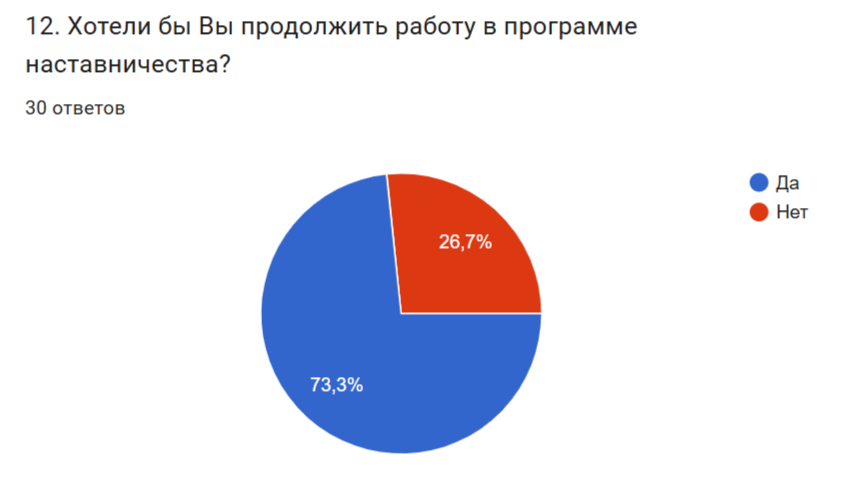 12. Хотели бы Вы продолжить работу в программе
наставничества?
30 ответов
Да
Нет
26,7%
73,3%